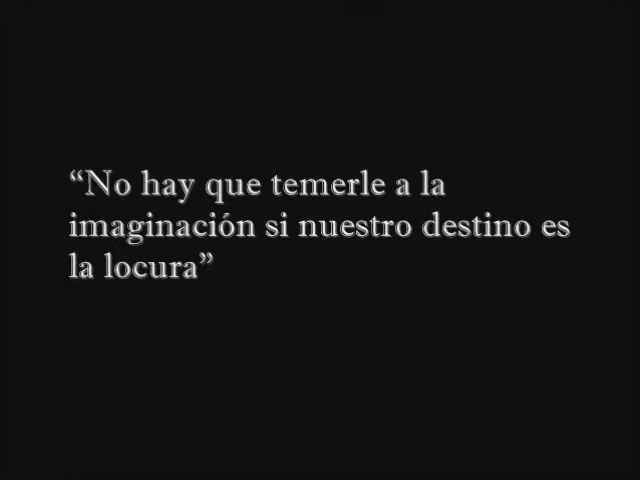 “No hay que temerle a la
imaginación si nuestro destino es
la locura”